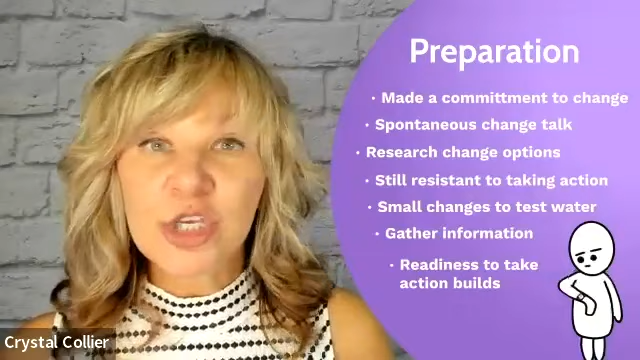 Preparation
• Made a committment to change
• Spontaneous change talk
• Research change options
• Still resistant to taking action
• Small changes to test water
• Gather information
• Readiness to take
action builds
Crystal Collier